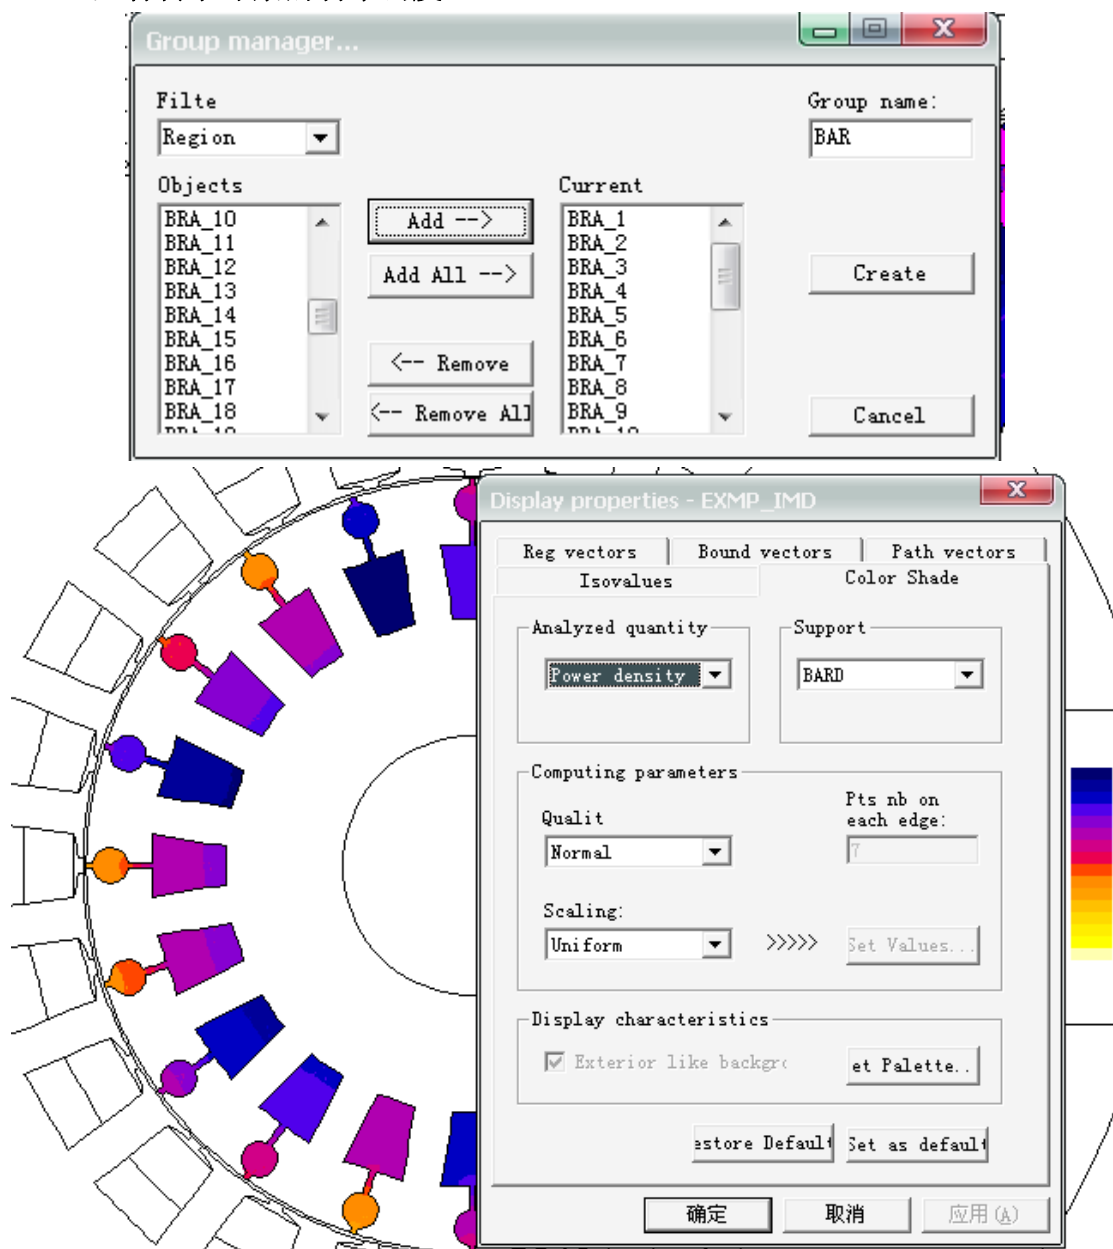 Group manager...
Filte
Group name:
Region
BAR
Objects
Current
BRA_10
BRA_11
BRA_12
BRA_13
BRA_14
BRA_15
BRA_16
BRA_17
BRA_18
Add -->
Add All -->
<-- Remove
<-- Remove All
BRA_1
BRA_2
BRA_3
BRA_4
BRA_5
BRA_6
BRA_7
BRA_8
BRA_9
Create
Cancel
Display properties - EXMP_IMD
Reg vectors
Bound vectors
Path vectors
Isovalues
Color Shade
Analyzed quantity
Support
Power density
BARD
Computing parameters
Qualit
Pts nb on
each edge:
Normal
7
Scaling:
Uniform
>>>>>
Set Values...
Display characteristics
Exterior like backgr
et Palette..
estore Default
Set as default
确定
取消
应用(A)